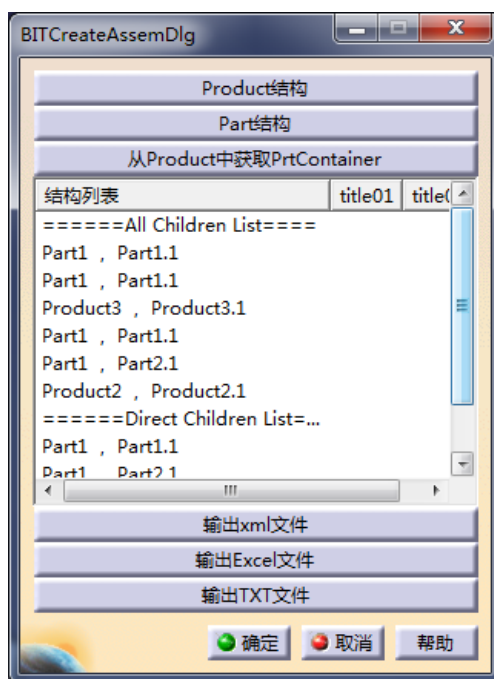 BITCreateAssemDlg
Product结构
Part结构
从Product中获取PrtContainer
结构列表 title01 title(
======All Children List====
Part1 , Part1.1
Part1 , Part1.1
Product3 , Product3.1
Part1 , Part1.1
Part1 , Part2.1
Product2 , Product2.1
======Direct Children List=...
Part1 , Part1.1
Part1 Part2.1
输出xml文件
输出Excel文件
输出TXT文件
确定 取消 帮助